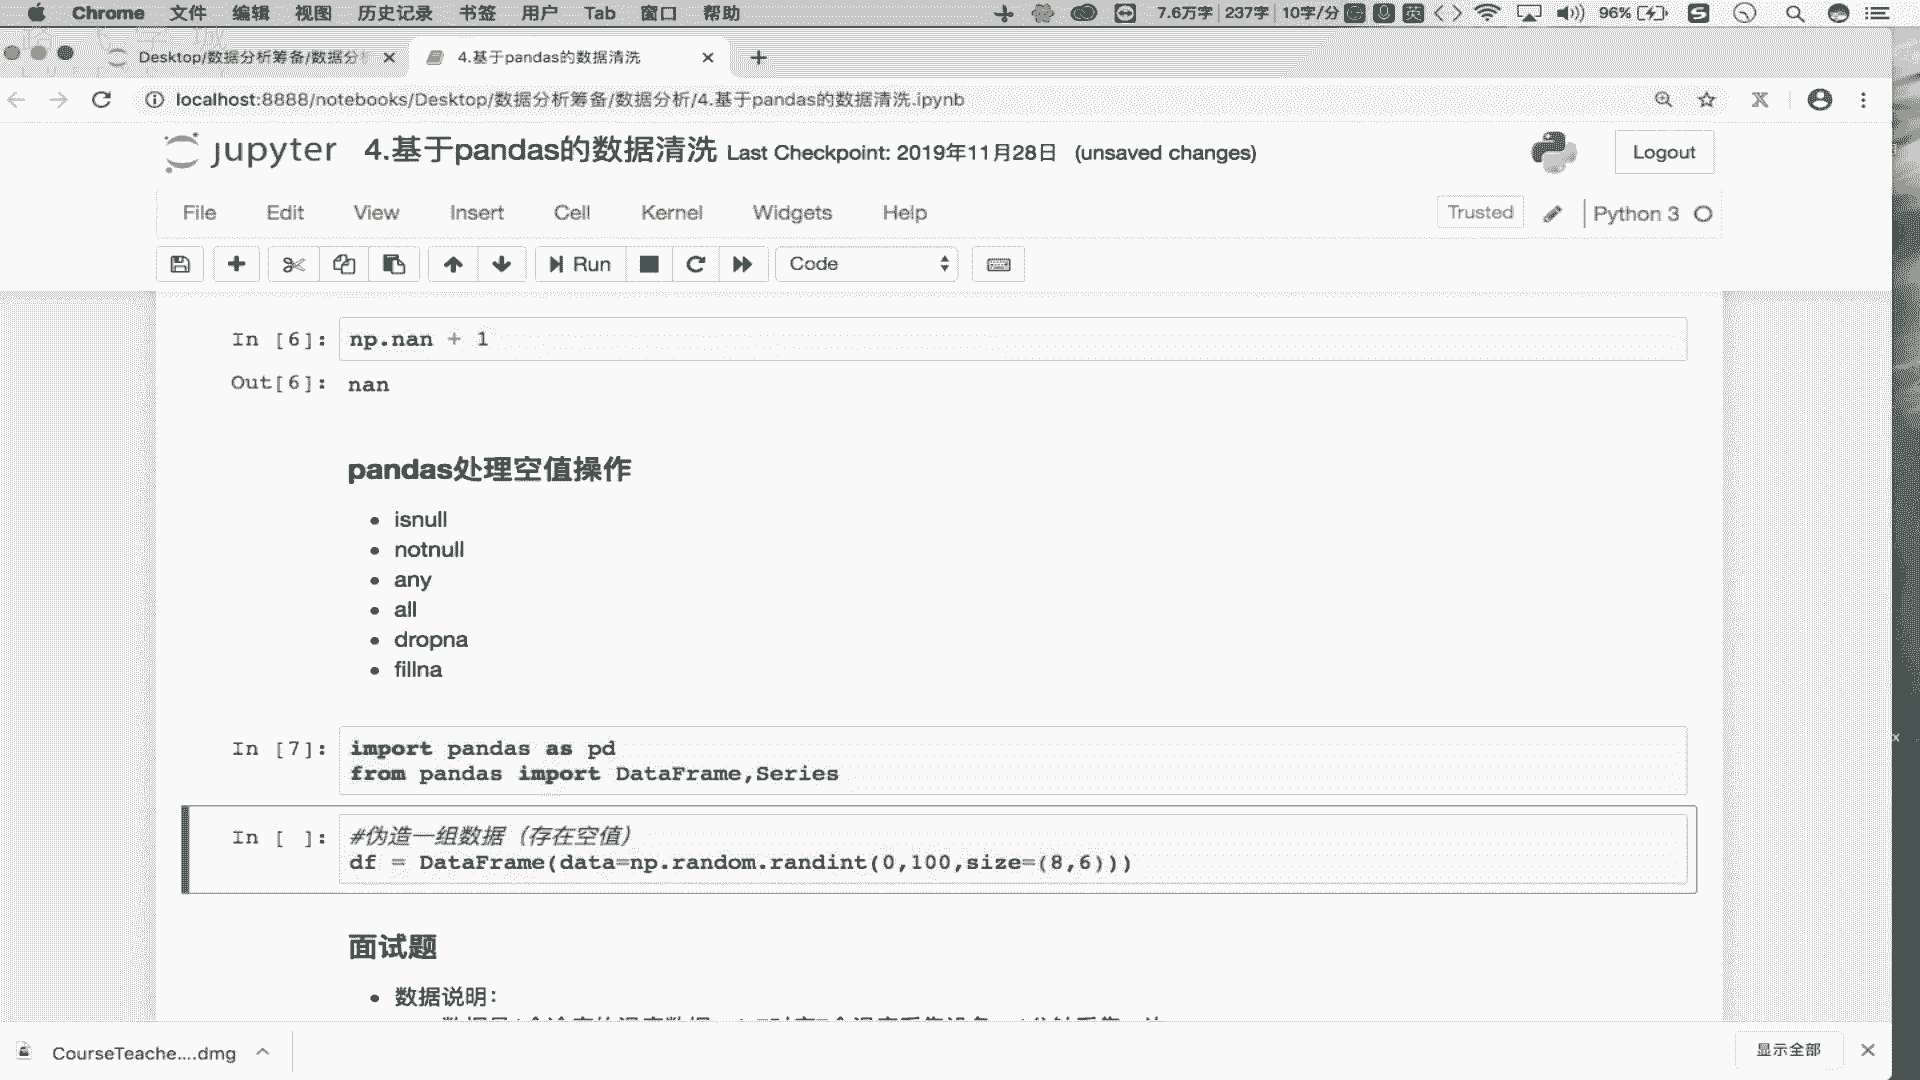 Chrome 文件 编辑 视图 历史记录 书签 用户 Tab 窗口 帮助 7.6万字 237字 10字/分 英 96%
Desktop/数据分析筹备/数据分 4.基于pandas的数据清洗
localhost:8888/notebooks/Desktop/数据分析筹备/数据分析/4.基于pandas的数据清洗.ipynb
jupyter 4.基于pandas的数据清洗 Last Checkpoint: 2019年11月28日 (unsaved changes) Logout
File Edit View Insert Cell Kernel Widgets Help Trusted Python 3
Run Code
In [6]: np.nan + 1
Out[6]: nan
pandas处理空值操作
isnull
notnull
any
all
dropna
fillna
In [7]: import pandas as pd
from pandas import DataFrame,Series
In [ ]: #伪造一组数据（存在空值）
df = DataFrame(data=np.random.randint(0,100,size=(8,6)))
面试题
数据说明：
CourseTeache....dmg 显示全部